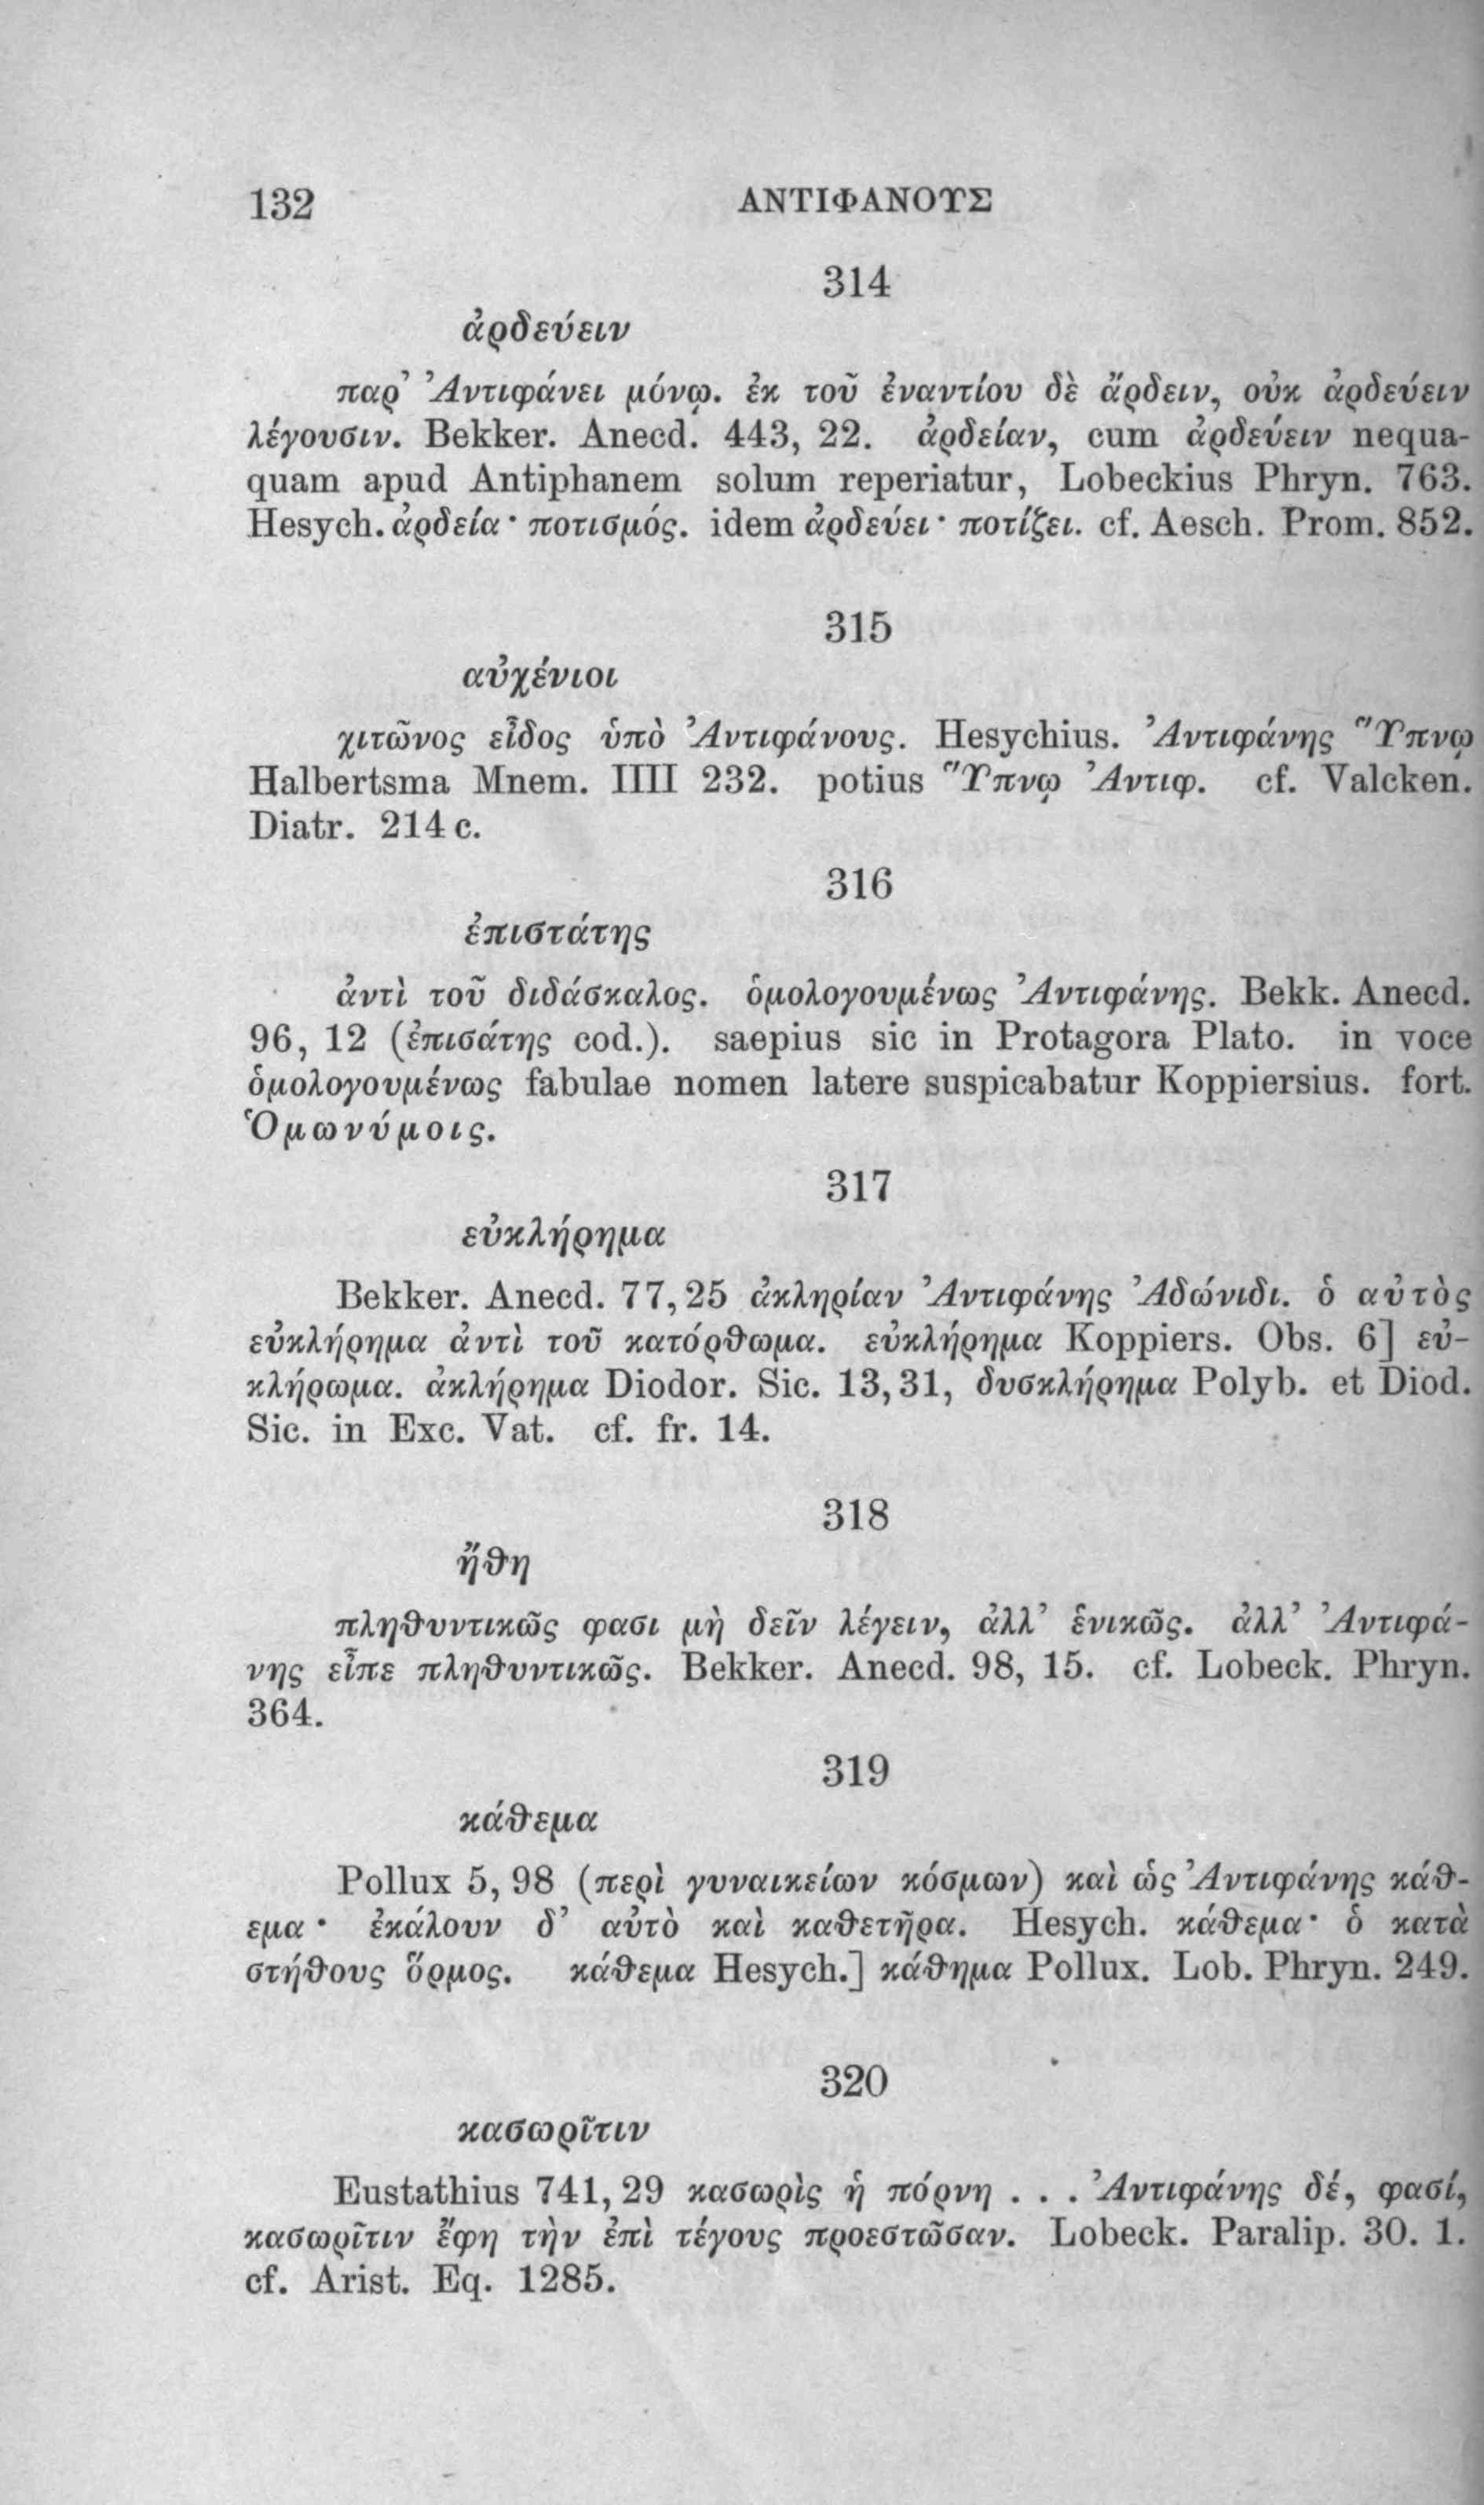 132 ΑΝΤΙΦΑΝΟΥΣ
314
ἀρδεύειν
παρ’ Ἀντιφάνει μόνῳ. ἐκ τοῦ ἐναντίου δὲ ἄρδειν, οὐκ ἀρδεύειν
λέγουσιν. Bekker. Anecd. 443, 22. ἀρδείαν, cum ἀρδεύειν nequa-
quam apud Antiphanem solum reperiatur, Lobeckius Phryn. 763.
Hesych. ἀρδεία· ποτισμός. idem ἀρδεύει· ποτίζει. cf. Aesch. Prom. 852.
315
αὐχένιοι
χιτῶνος εἶδος ὑπὸ Ἀντιφάνους. Hesychius. Ἀντιφάνης Ὕπνῳ
Halbertsma Mnem. IIII 232. potius Ὕπνῳ Ἀντιφ. cf. Valcken.
Diatr. 214 c.
316
ἐπιστάτης
ἀντὶ τοῦ διδάσκαλος. ὁμολογουμένως Ἀντιφάνης. Bekk. Anecd.
96, 12 (ἐπισάτης cod.). saepius sic in Protagora Plato. in voce
ὁμολογουμένως fabulae nomen latere suspicabatur Koppiersius. fort.
Ὁμωνύμοις.
317
εὐκλήρημα
Bekker. Anecd. 77, 25 ἀκληρίαν Ἀντιφάνης Ἀδώνιδι. ὁ αὐτὸς
εὐκλήρημα ἀντὶ τοῦ κατόρθωμα. εὐκλήρημα Koppiers. Obs. 6] εὐ-
κλήρωμα. ἀκλήρημα Diodor. Sic. 13, 31, δυσκλήρημα Polyb. et Diod.
Sic. in Exc. Vat. cf. fr. 14.
318
ἤθη
πληθυντικῶς φασι μὴ δεῖν λέγειν, ἀλλ’ ἑνικῶς. ἀλλ’ Ἀντιφά-
νης εἶπε πληθυντικῶς. Bekker. Anecd. 98, 15. cf. Lobeck. Phryn.
364.
319
κάθεμα
Pollux 5, 98 (περὶ γυναικείων κόσμων) καὶ ὡς Ἀντιφάνης κάθ-
εμα· ἐκάλουν δ’ αὐτὸ καὶ καθετῆρα. Hesych. κάθεμα· ὁ κατὰ
στήθους ὅρμος. κάθεμα Hesych.] κάθημα Pollux. Lob. Phryn. 249.
320
κασωρῖτιν
Eustathius 741, 29 κασωρὶς ἡ πόρνη . . . Ἀντιφάνης δέ, φασί,
κασωρῖτιν ἔφη τὴν ἐπὶ τέγους προεστῶσαν. Lobeck. Paralip. 30. 1.
cf. Arist. Eq. 1285.